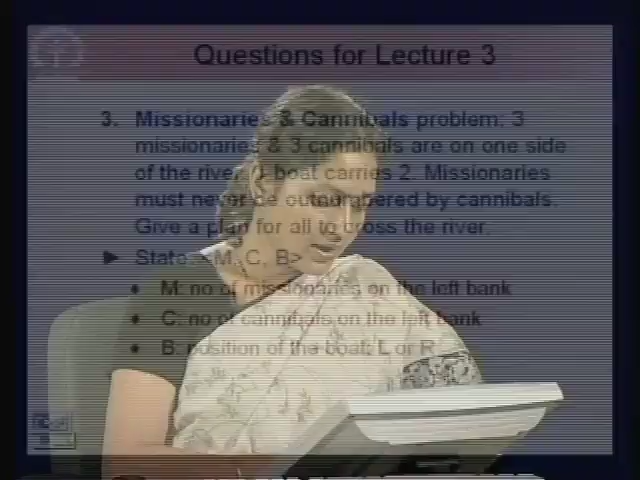 Questions for Lecture 3
3. Missionaries & Cannibals problem: 3
missionaries & 3 cannibals are on one side
of the river. 1 boat carries 2. Missionaries
must never be outnumbered by cannibals.
Give a plan for all to cross the river.
► State: <M, C, B>
• M: no of missionaries on the left bank
• C: no of cannibals on the left bank
• B: position of the boat: L or R